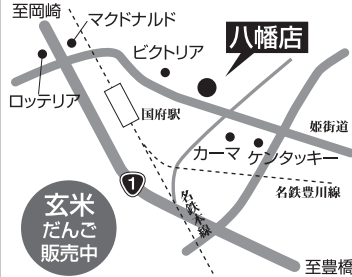 至岡崎
マクドナルド
ビクトリア
八幡店
ロッテリア
国府駅
姫街道
カーマ
ケンタッキー
名鉄豊川線
1
名鉄本線
玄米
だんご
販売中
至豊橋